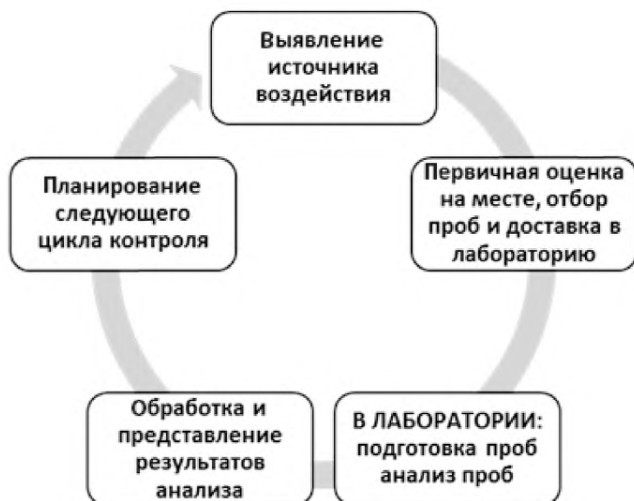 Выявление
источника
воздействия
Первичная оценка
на месте, отбор
проб и доставка в
лабораторию
В ЛАБОРАТОРИИ:
подготовка проб
анализ проб
Обработка и
представление
результатов
анализа
Планирование
следующего
цикла контроля